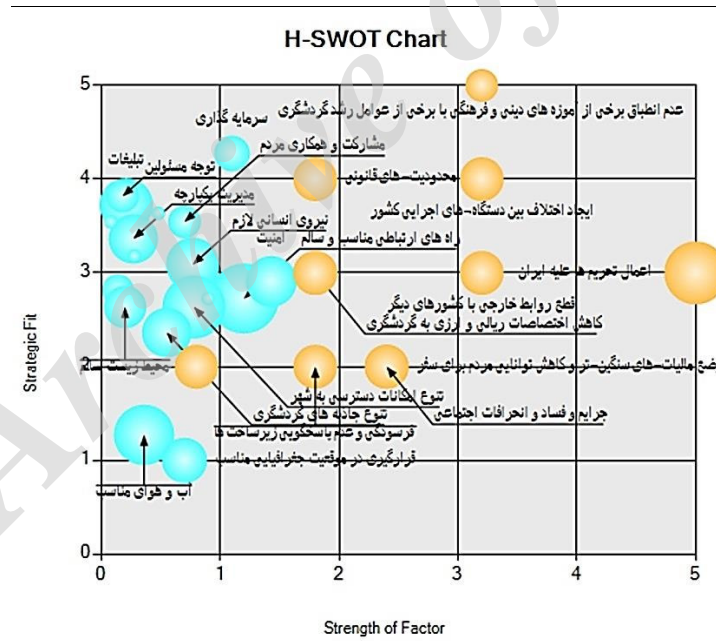 H-SWOT Chart
5
عدم انطباق برخی از آموزه های دینی و فرهنگی با برخی از عوامل رشد گردشگری
سرمایه گذاری
مشارکت و همکاری مردم
تبلیغات
توجه مسئولین
4
محدودیت-های قانونی
مدیریت یکپارچه
ایجاد اختلاف بین دستگاه-های اجرایی کشور
نیروی انسانی لازم
راه های ارتباطی مناسب و سالم
امنیت
3
اعمال تحریم ها علیه ایران
قطع روابط خارجی با کشورهای دیگر
کاهش اختصاصات ریالی و ارزی به گردشگری
Strategic Fit
2
محیط زیست
ضع مالیات-های سنگین-تر و کاهش توانایی مردم برای سفر
تنوع امکانات دسترسی به شهر
تنوع جاذبه های گردشگری
جرایم و فساد و انحرافات اجتماعی
فرسودگی و عدم پاسخگویی زیرساخت ها
1
قرارگیری در موقعیت جغرافیایی مناسب
آب و هوای مناسب
0
0 1 2 3 4 5
Strength of Factor
Archive of